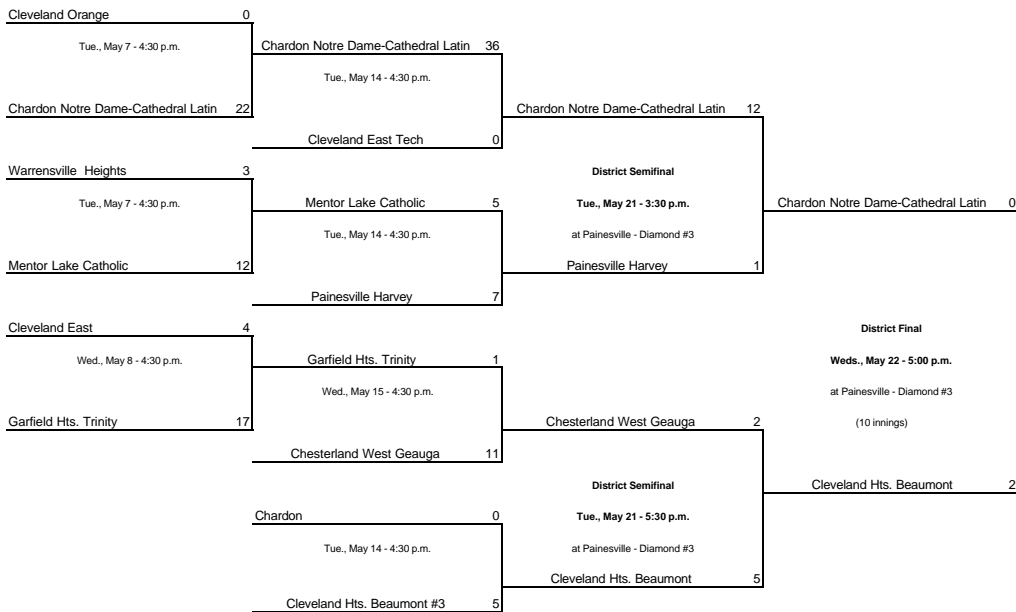 Cleveland Orange 0
Tue., May 7 - 4:30 p.m.
Chardon Notre Dame-Cathedral Latin 36
Tue., May 14 - 4:30 p.m.
Chardon Notre Dame-Cathedral Latin 22
Chardon Notre Dame-Cathedral Latin 12
Cleveland East Tech 0
Warrensville Heights 3
District Semifinal
Tue., May 7 - 4:30 p.m.
Mentor Lake Catholic 5
Tue., May 21 - 3:30 p.m.
Chardon Notre Dame-Cathedral Latin 0
Tue., May 14 - 4:30 p.m.
at Painesville - Diamond #3
Mentor Lake Catholic 12
Painesville Harvey 1
Painesville Harvey 7
Cleveland East 4
District Final
Wed., May 8 - 4:30 p.m.
Garfield Hts. Trinity 1
Weds., May 22 - 5:00 p.m.
Wed., May 15 - 4:30 p.m.
at Painesville - Diamond #3
Garfield Hts. Trinity 17
Chesterland West Geauga 2
(10 innings)
Chesterland West Geauga 11
District Semifinal
Cleveland Hts. Beaumont 2
Chardon 0
Tue., May 21 - 5:30 p.m.
Tue., May 14 - 4:30 p.m.
at Painesville - Diamond #3
Cleveland Hts. Beaumont 5
Cleveland Hts. Beaumont #3 5